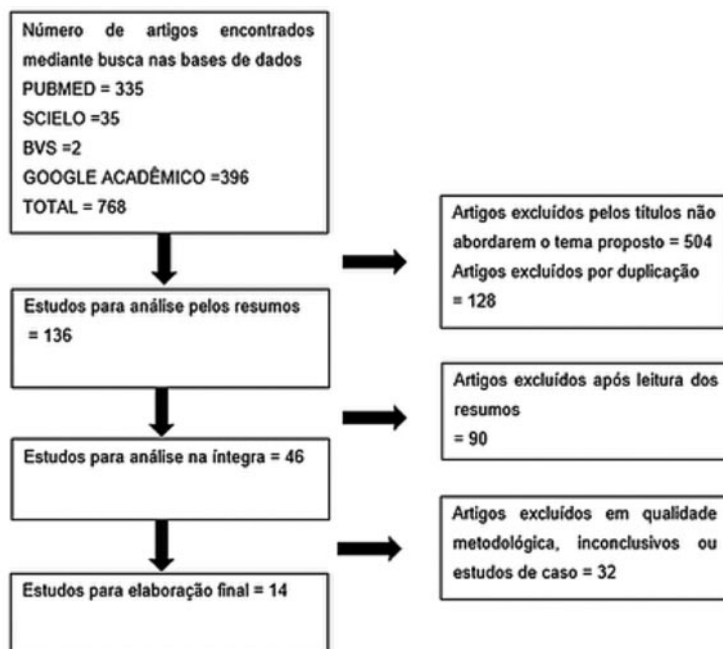 Número de artigos encontrados
mediante busca nas bases de dados
PUBMED = 335
SCIELO =35
BVS =2
GOOGLE ACADÊMICO =396
TOTAL = 768
Artigos excluídos pelos títulos não
abordarem o tema proposto = 504
Artigos excluídos por duplicação
= 128
Estudos para análise pelos resumos
= 136
Artigos excluídos após leitura dos
resumos
= 90
Estudos para análise na íntegra = 46
Artigos excluídos em qualidade
metodológica, inconclusivos ou
estudos de caso = 32
Estudos para elaboração final = 14